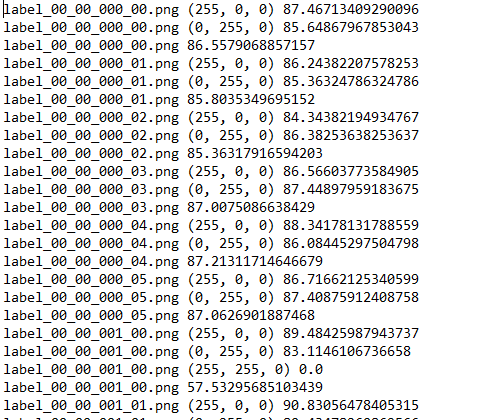 label_00_00_000_00.png (255, 0, 0) 87.46713409290096
label_00_00_000_00.png (0, 255, 0) 85.64867967853043
label_00_00_000_00.png 86.5579068857157
label_00_00_000_01.png (255, 0, 0) 86.24382207578253
label_00_00_000_01.png (0, 255, 0) 85.36324786324786
label_00_00_000_01.png 85.8035349695152
label_00_00_000_02.png (255, 0, 0) 84.34382194934767
label_00_00_000_02.png (0, 255, 0) 86.38253638253637
label_00_00_000_02.png 85.36317916594203
label_00_00_000_03.png (255, 0, 0) 86.56603773584905
label_00_00_000_03.png (0, 255, 0) 87.44897959183675
label_00_00_000_03.png 87.0075086638429
label_00_00_000_04.png (255, 0, 0) 88.34178131788559
label_00_00_000_04.png (0, 255, 0) 86.08445297504798
label_00_00_000_04.png 87.21311714646679
label_00_00_000_05.png (255, 0, 0) 86.71662125340599
label_00_00_000_05.png (0, 255, 0) 87.40875912408758
label_00_00_000_05.png 87.0626901887468
label_00_00_001_00.png (255, 0, 0) 89.48425987943737
label_00_00_001_00.png (0, 255, 0) 83.1146106736658
label_00_00_001_00.png (255, 255, 0) 0.0
label_00_00_001_00.png 57.53295685103439
label_00_00_001_01.png (255, 0, 0) 90.83056478405315